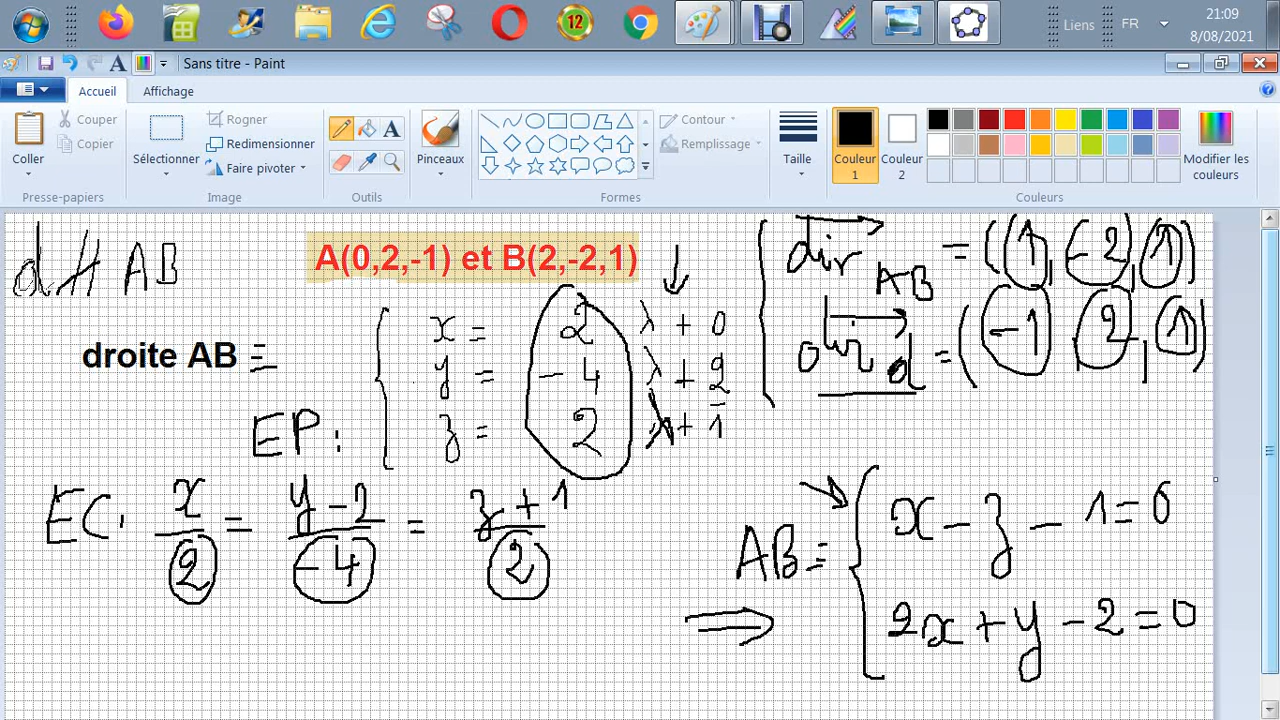 12
Liens
FR
21:09
8/08/2021
Sans titre - Paint
Accueil
Affichage
Coller
Couper
Copier
Presse-papiers
Sélectionner
Rogner
Redimensionner
Faire pivoter
Image
A
Outils
Pinceaux
Contour
Remplissage
Formes
Taille
Couleur 1
Couleur 2
Modifier les couleurs
Couleurs
d // AB
A(0,2,-1) et B(2,-2,1)
dir AB = (1, -2, 1)
dir d = (-1, 2, 1)
droite AB ≡
EP:
x = 2λ + 0
y = -4λ + 2
z = 2λ + 1
EC: x/2 = y-2/-4 = z+1/2
AB ≡
x - z - 1 = 0
⇒
2x + y - 2 = 0